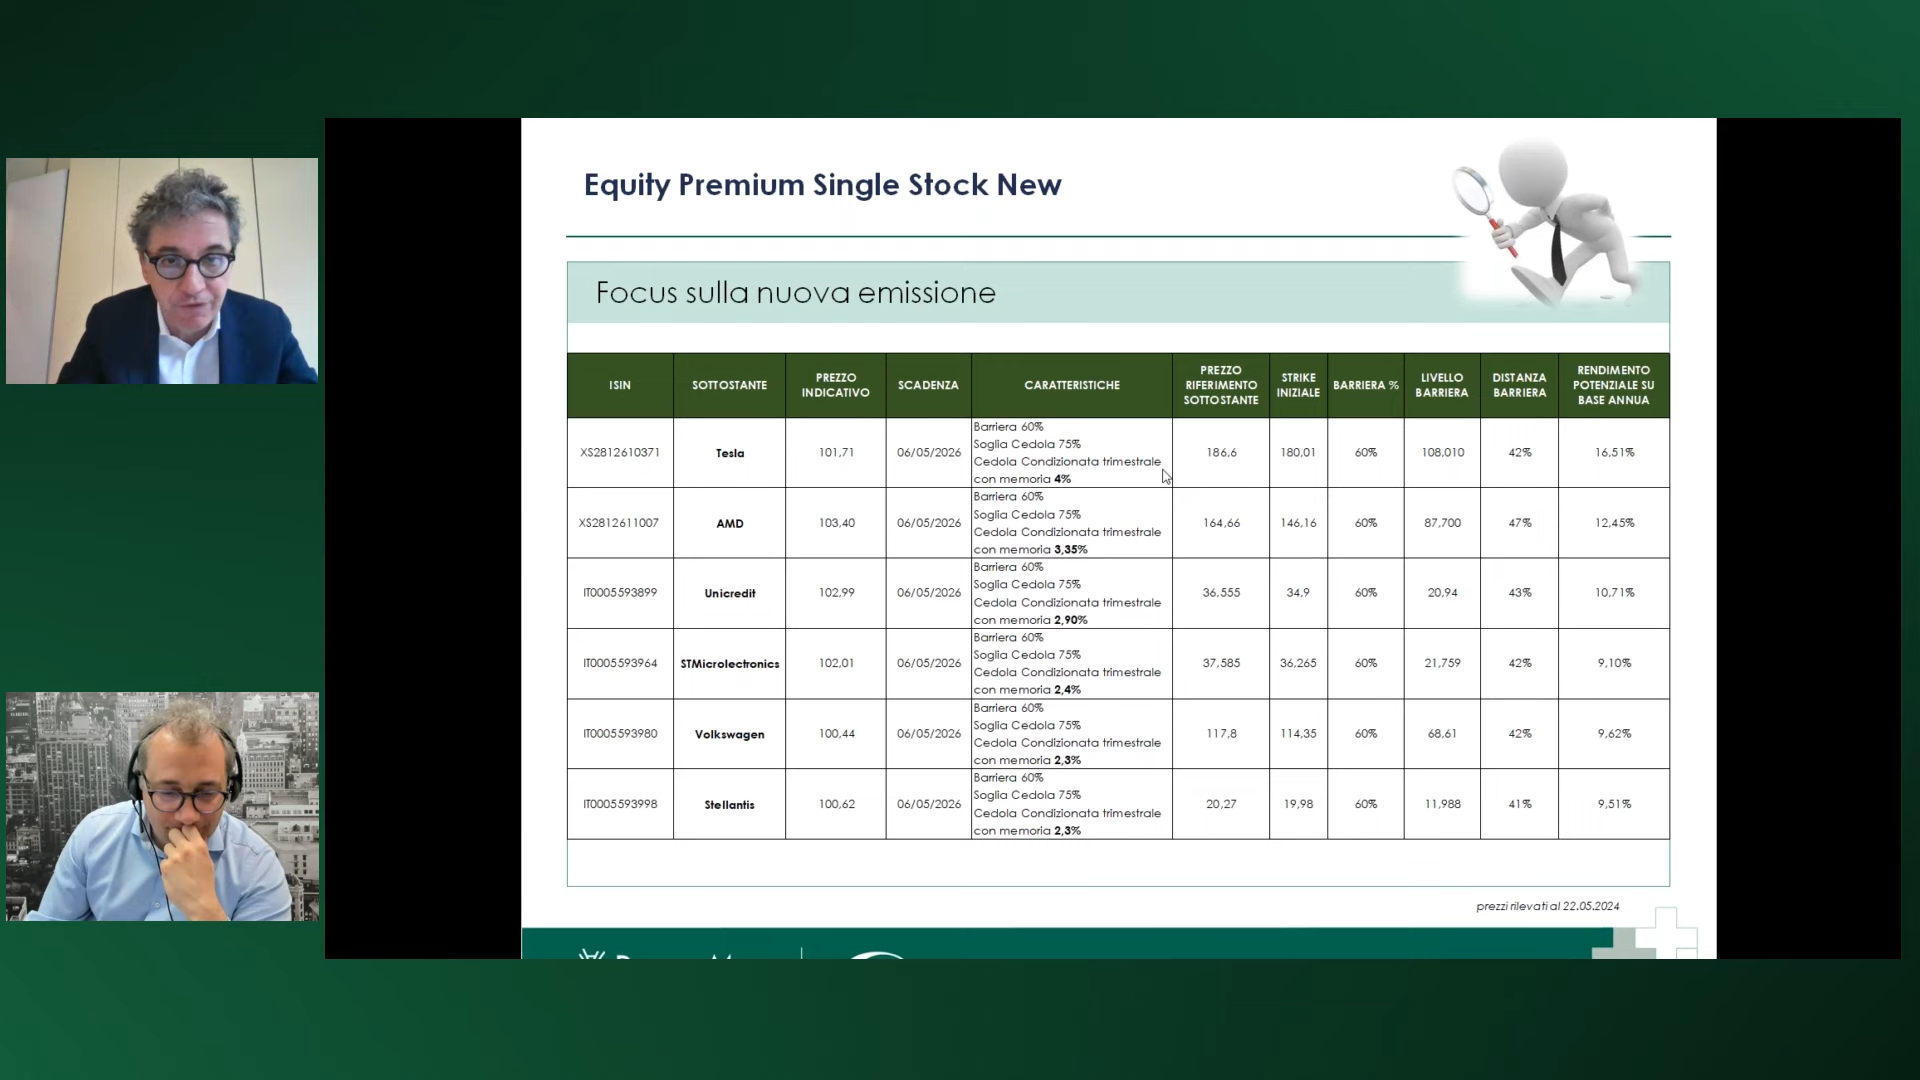 Equity Premium Single Stock New
Focus sulla nuova emissione
ISIN SOTTOSTANTE PREZZO INDICATIVO SCADENZA CARATTERISTICHE PREZZO RIFERIMENTO SOTTOSTANTE STRIKE INIZIALE BARRIERA % LIVELLO BARRIERA DISTANZA BARRIERA RENDIMENTO POTENZIALE SU BASE ANNUA
Barriera 60%
Soglia Cedola 75%
XS2812610371 Tesla 101,71 06/05/2026 Cedola Condizionata trimestrale 186,6 180,01 60% 108,010 42% 16,51%
con memoria 4%
Barriera 60%
Soglia Cedola 75%
XS2812611007 AMD 103,40 06/05/2026 Cedola Condizionata trimestrale 164,66 146,16 60% 87,700 47% 12,45%
con memoria 3,35%
Barriera 60%
Soglia Cedola 75%
IT0005593899 Unicredit 102,99 06/05/2026 Cedola Condizionata trimestrale 36,555 34,9 60% 20,94 43% 10,71%
con memoria 2,90%
Barriera 60%
Soglia Cedola 75%
IT0005593964 STMicrolectronics 102,01 06/05/2026 Cedola Condizionata trimestrale 37,585 36,265 60% 21,759 42% 9,10%
con memoria 2,4%
Barriera 60%
Soglia Cedola 75%
IT0005593980 Volkswagen 100,44 06/05/2026 Cedola Condizionata trimestrale 117,8 114,35 60% 68,61 42% 9,62%
con memoria 2,3%
Barriera 60%
Soglia Cedola 75%
IT0005593998 Stellantis 100,62 06/05/2026 Cedola Condizionata trimestrale 20,27 19,98 60% 11,988 41% 9,51%
con memoria 2,3%
prezzi rilevati al 22.05.2024